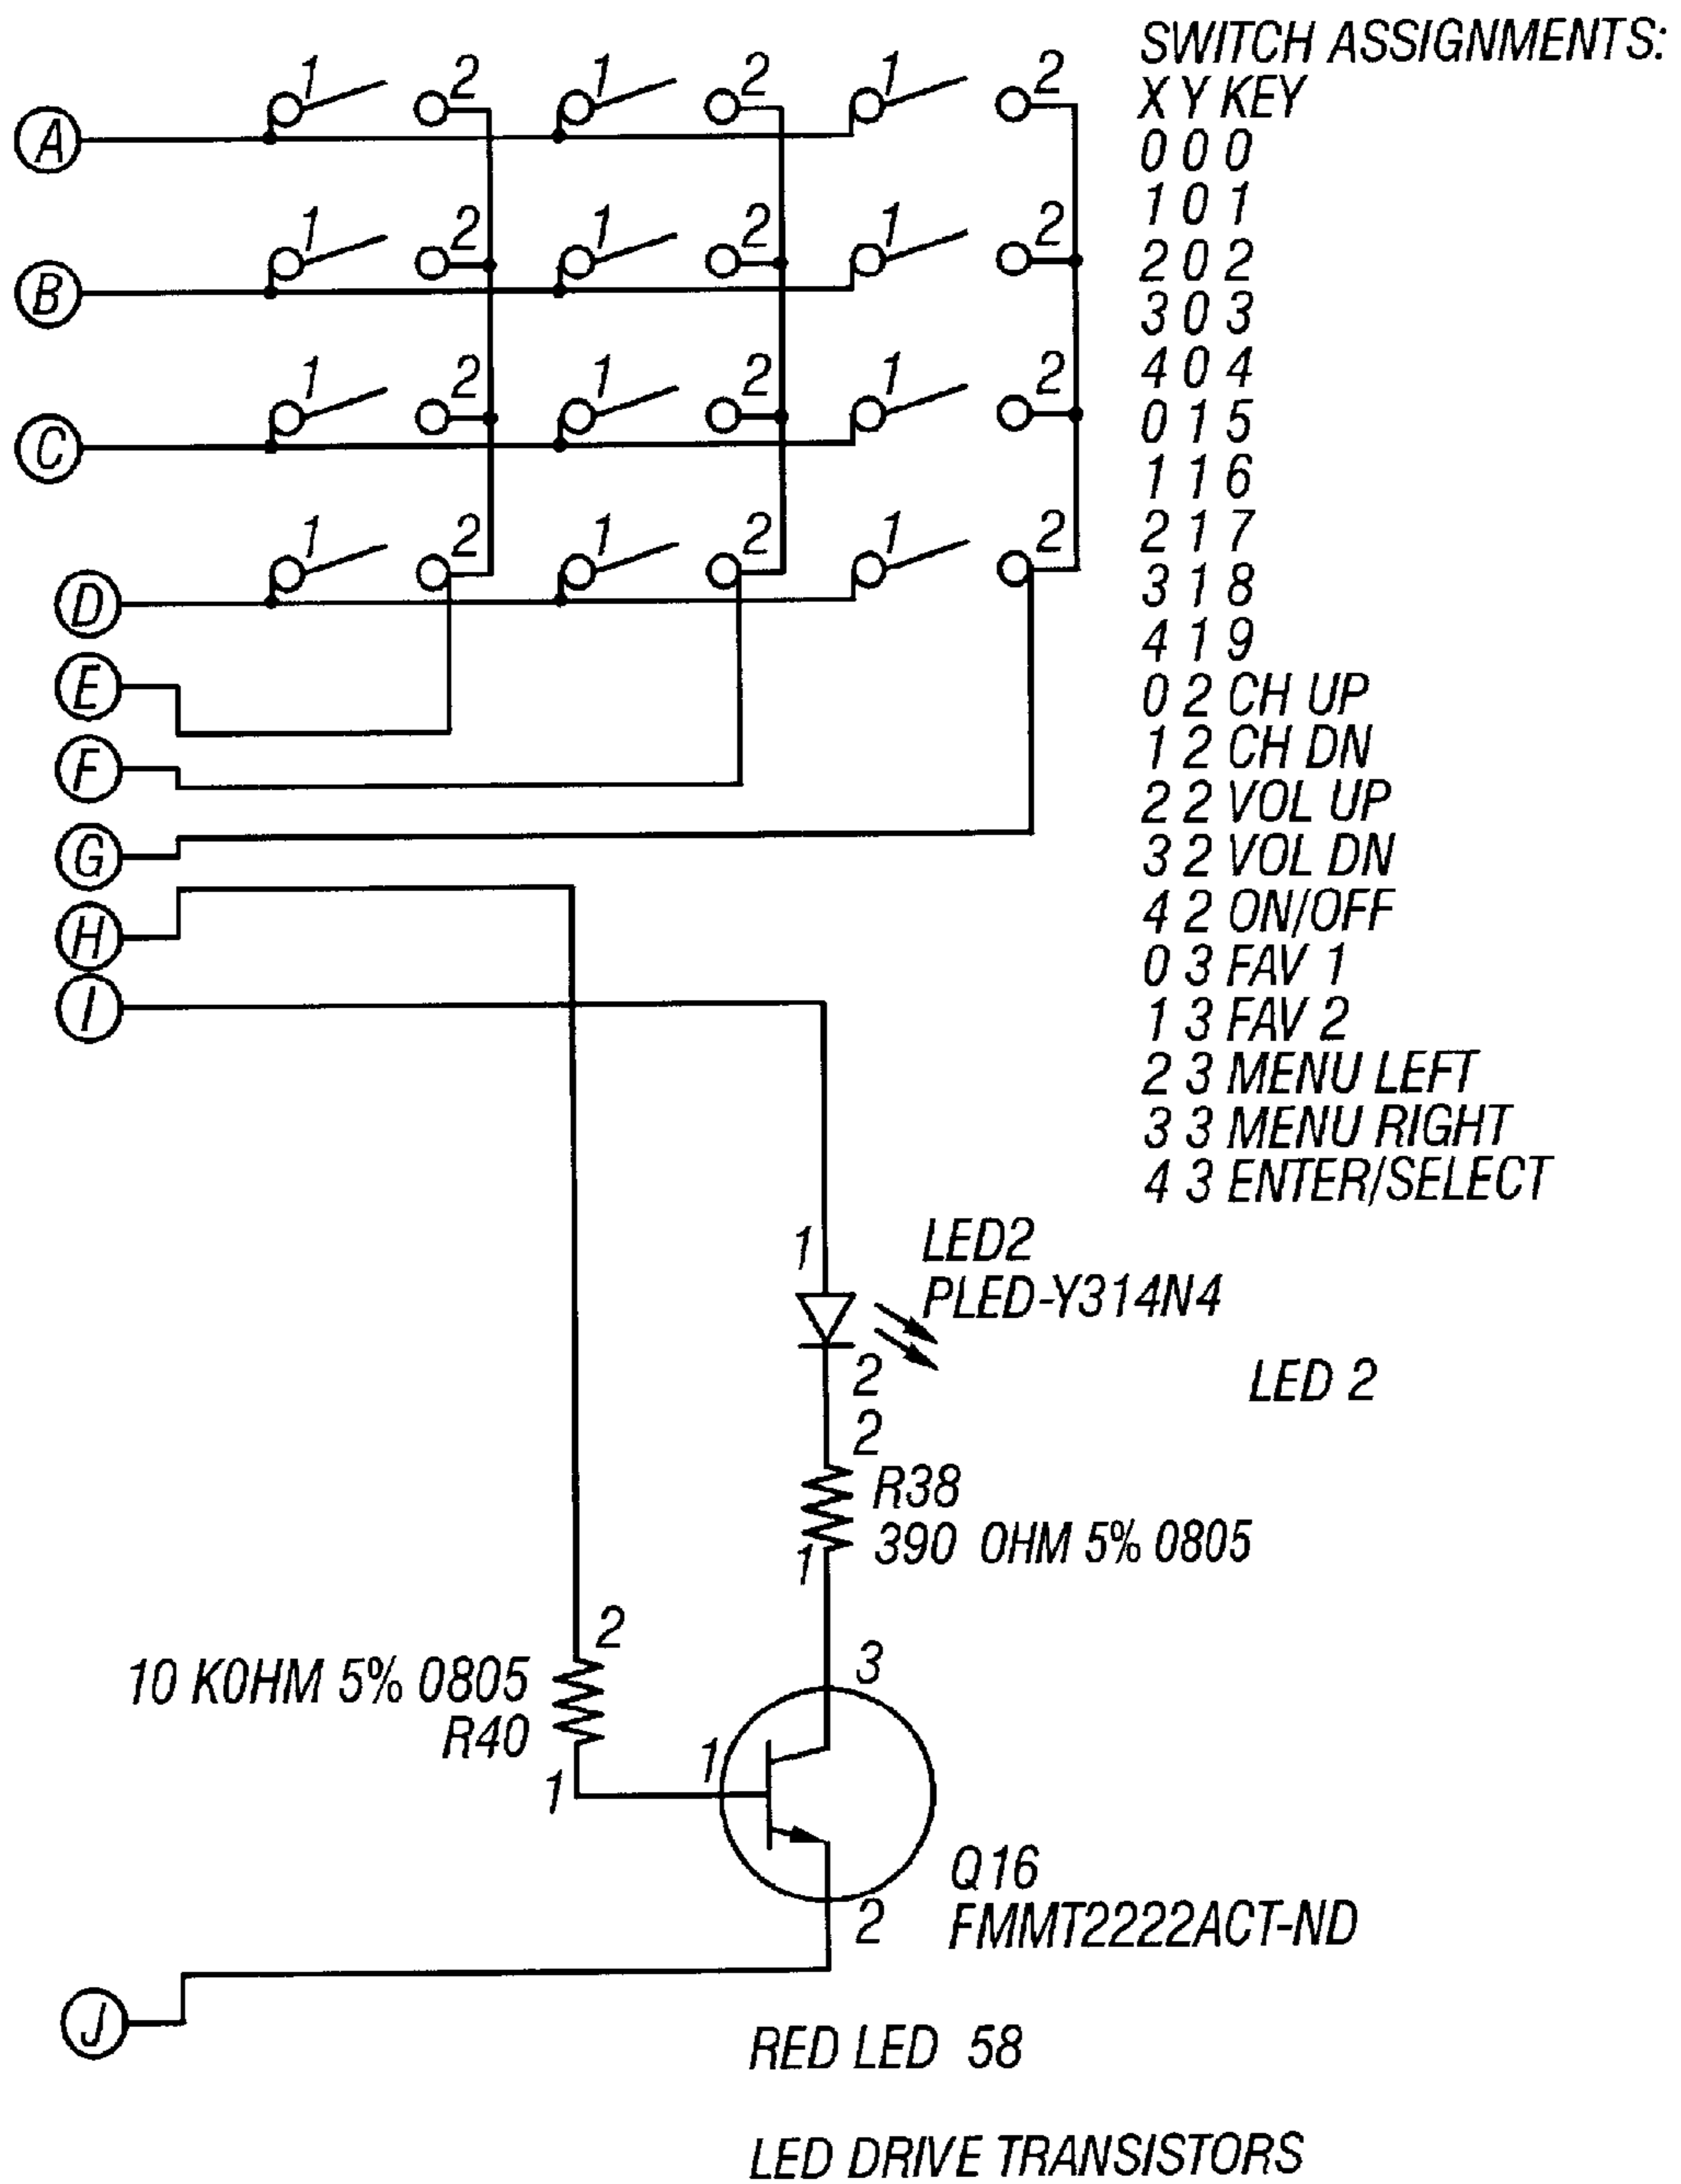 SWITCH ASSIGNMENTS:
X Y KEY
0 0 0
1 0 1
2 0 2
3 0 3
4 0 4
0 1 5
1 1 6
2 1 7
3 1 8
4 1 9
0 2 CH UP
1 2 CH DN
2 2 VOL UP
3 2 VOL DN
4 2 ON/OFF
0 3 FAV 1
1 3 FAV 2
2 3 MENU LEFT
3 3 MENU RIGHT
4 3 ENTER/SELECT
1 2 1 2 1 2
A
1 2 1 2 1 2
B
1 2 1 2 1 2
C
1 2 1 2 1 2
D
E
F
G
H
I
1
LED2
PLED-Y314N4
2
LED 2
2
R38
390 OHM 5% 0805
1
2
10 KOHM 5% 0805
R40
1
3
1
Q16
FMMT2222ACT-ND
2
J
RED LED 58
LED DRIVE TRANSISTORS